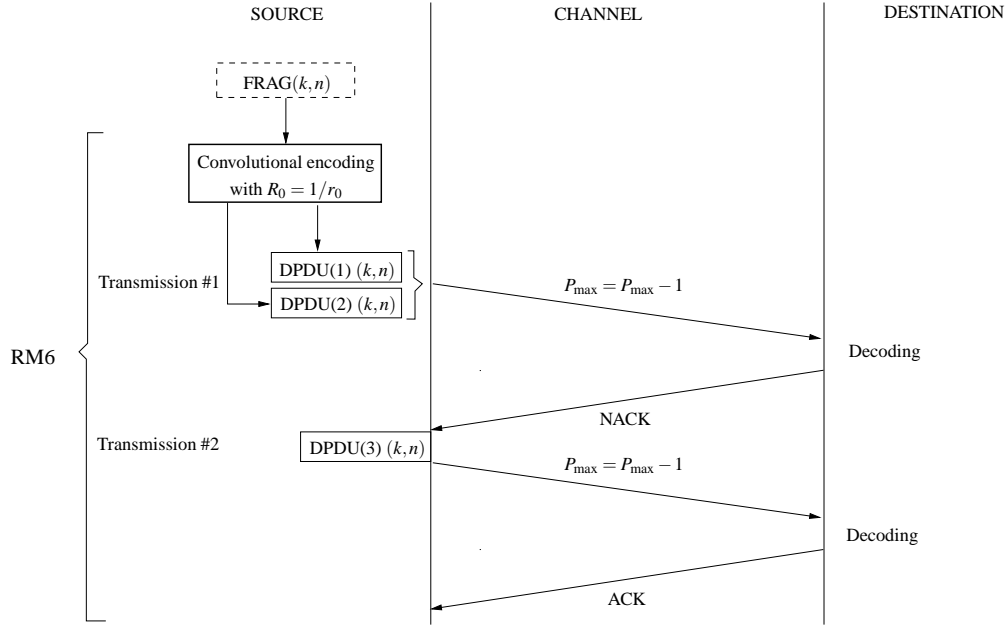 SOURCE CHANNEL DESTINATION
FRAG(k,n)
Convolutional encoding
with R₀ = 1/r₀
DPDU(1) (k,n)
Transmission #1
DPDU(2) (k,n)
Pmax = Pmax − 1
RM6
Decoding
NACK
Transmission #2
DPDU(3) (k,n)
Pmax = Pmax − 1
Decoding
ACK